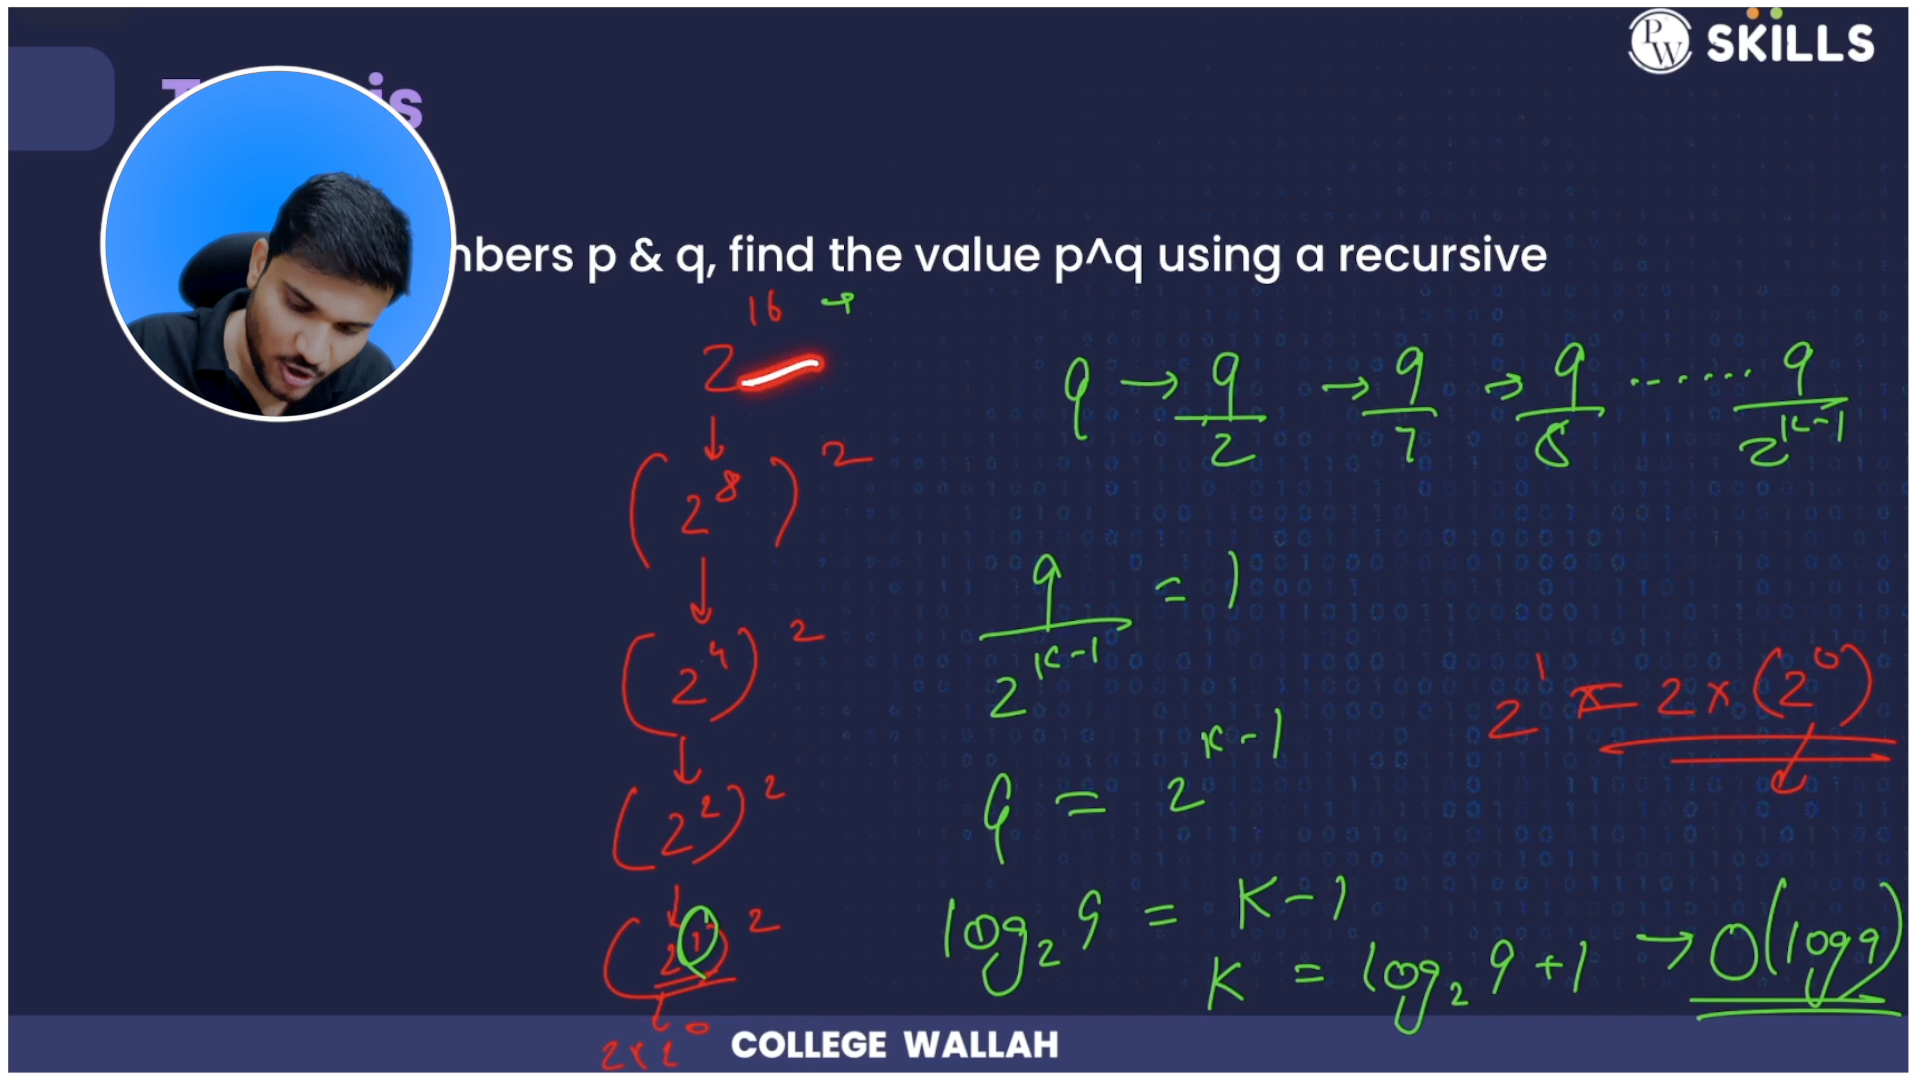 PW SKILLS
is
nbers p & q, find the value p^q using a recursive
2^16 →
(2^8)^2
(2^4)^2
(2^2)^2
(2^1)^2
2 x 2^0
q → q/2 → q/4 → q/8 ....... q/2^(k-1)
q/2^(k-1) = 1
q = 2^(k-1)
log₂ q = K-1
K = log₂ q + 1 → O(log q)
2^1 = 2 x (2^0)
COLLEGE WALLAH